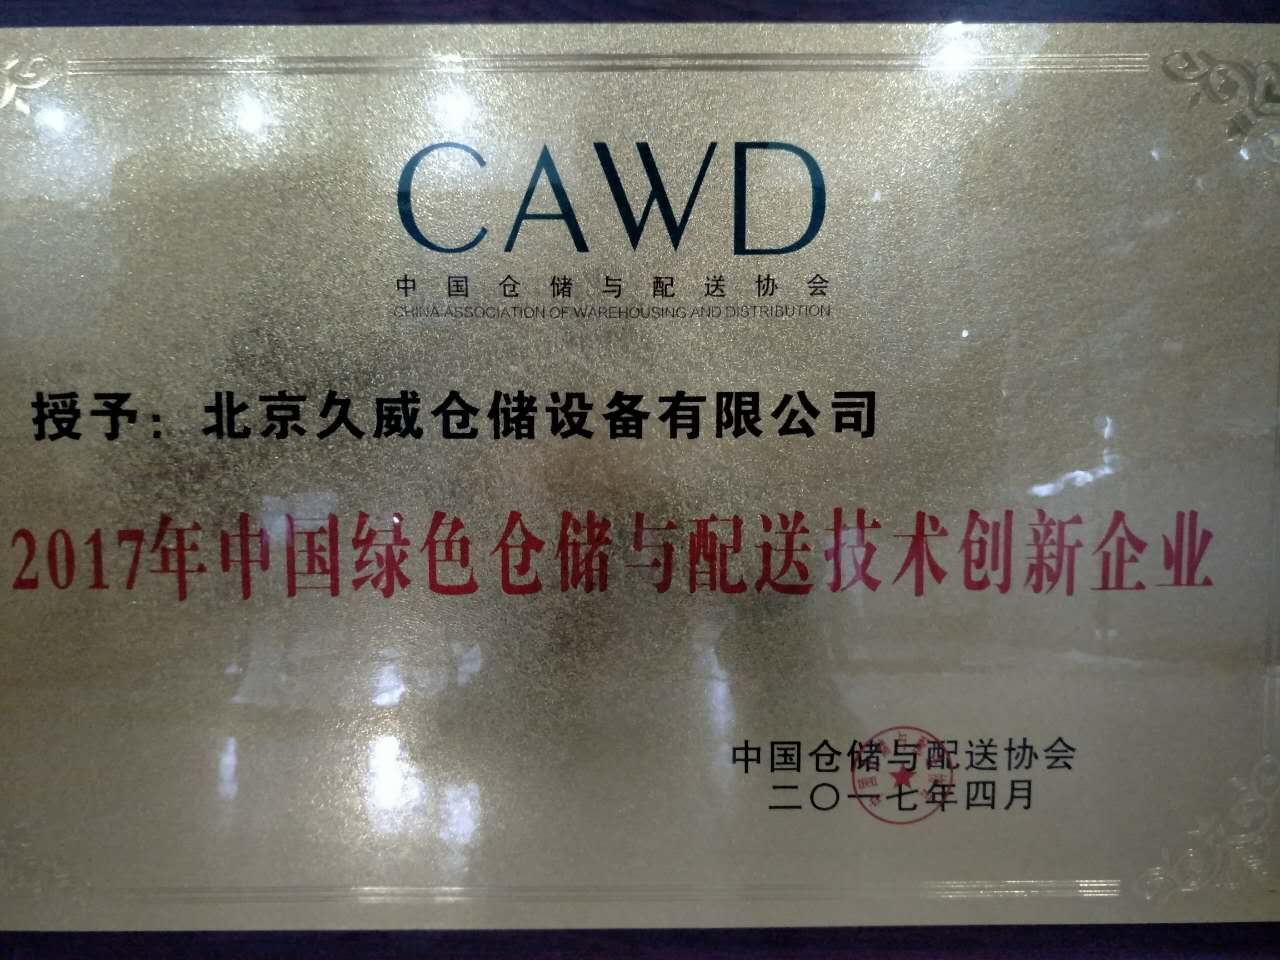 CAWD
中国仓储与配送协会
CHINA ASSOCIATION OF WAREHOUSING AND DISTRIBUTION
授予：北京久威仓储设备有限公司
2017年中国绿色仓储与配送技术创新企业
中国仓储与配送协会
二〇一七年四月